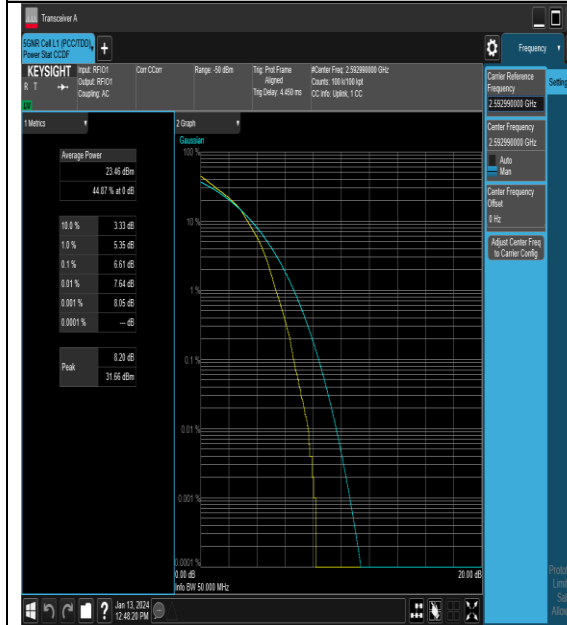 Transceiver A
5GNR Cell L1 (PCC/TDD),
Power Stat CCDF
+
Frequency
KEYSIGHT
R T
LV
Input: RFIO1
Output: RFIO1
Coupling: AC
Corr CCorr
Range: -50 dBm
Trig: Prot Frame
Aligned
Trig Delay: 4.450 ms
#Carrier Freq: 2.592990000 GHz
Counts: 100 k/100 kpt
CC Info: Uplink, 1 CC
Carrier Reference
Frequency
2.592990000 GHz
Setting
Center Frequency
2.592990000 GHz
Auto
Man
Center Frequency
Offset
0 Hz
Adjust Center Freq
to Carrier Config
1 Metrics
Average Power
23.46 dBm
44.87 % at 0 dB
10.0 % 3.33 dB
1.0 % 5.35 dB
0.1 % 6.61 dB
0.01 % 7.64 dB
0.001 % 8.05 dB
0.0001 % --- dB
Peak
8.20 dB
31.66 dBm
2 Graph
Gaussian
100 %
10 %
1 %
0.1 %
0.01 %
0.001 %
0.0001 %
0.00 dB
20.00 dB
Info BW 50.000 MHz
?
Jan 13, 2024
12:48:20 PM